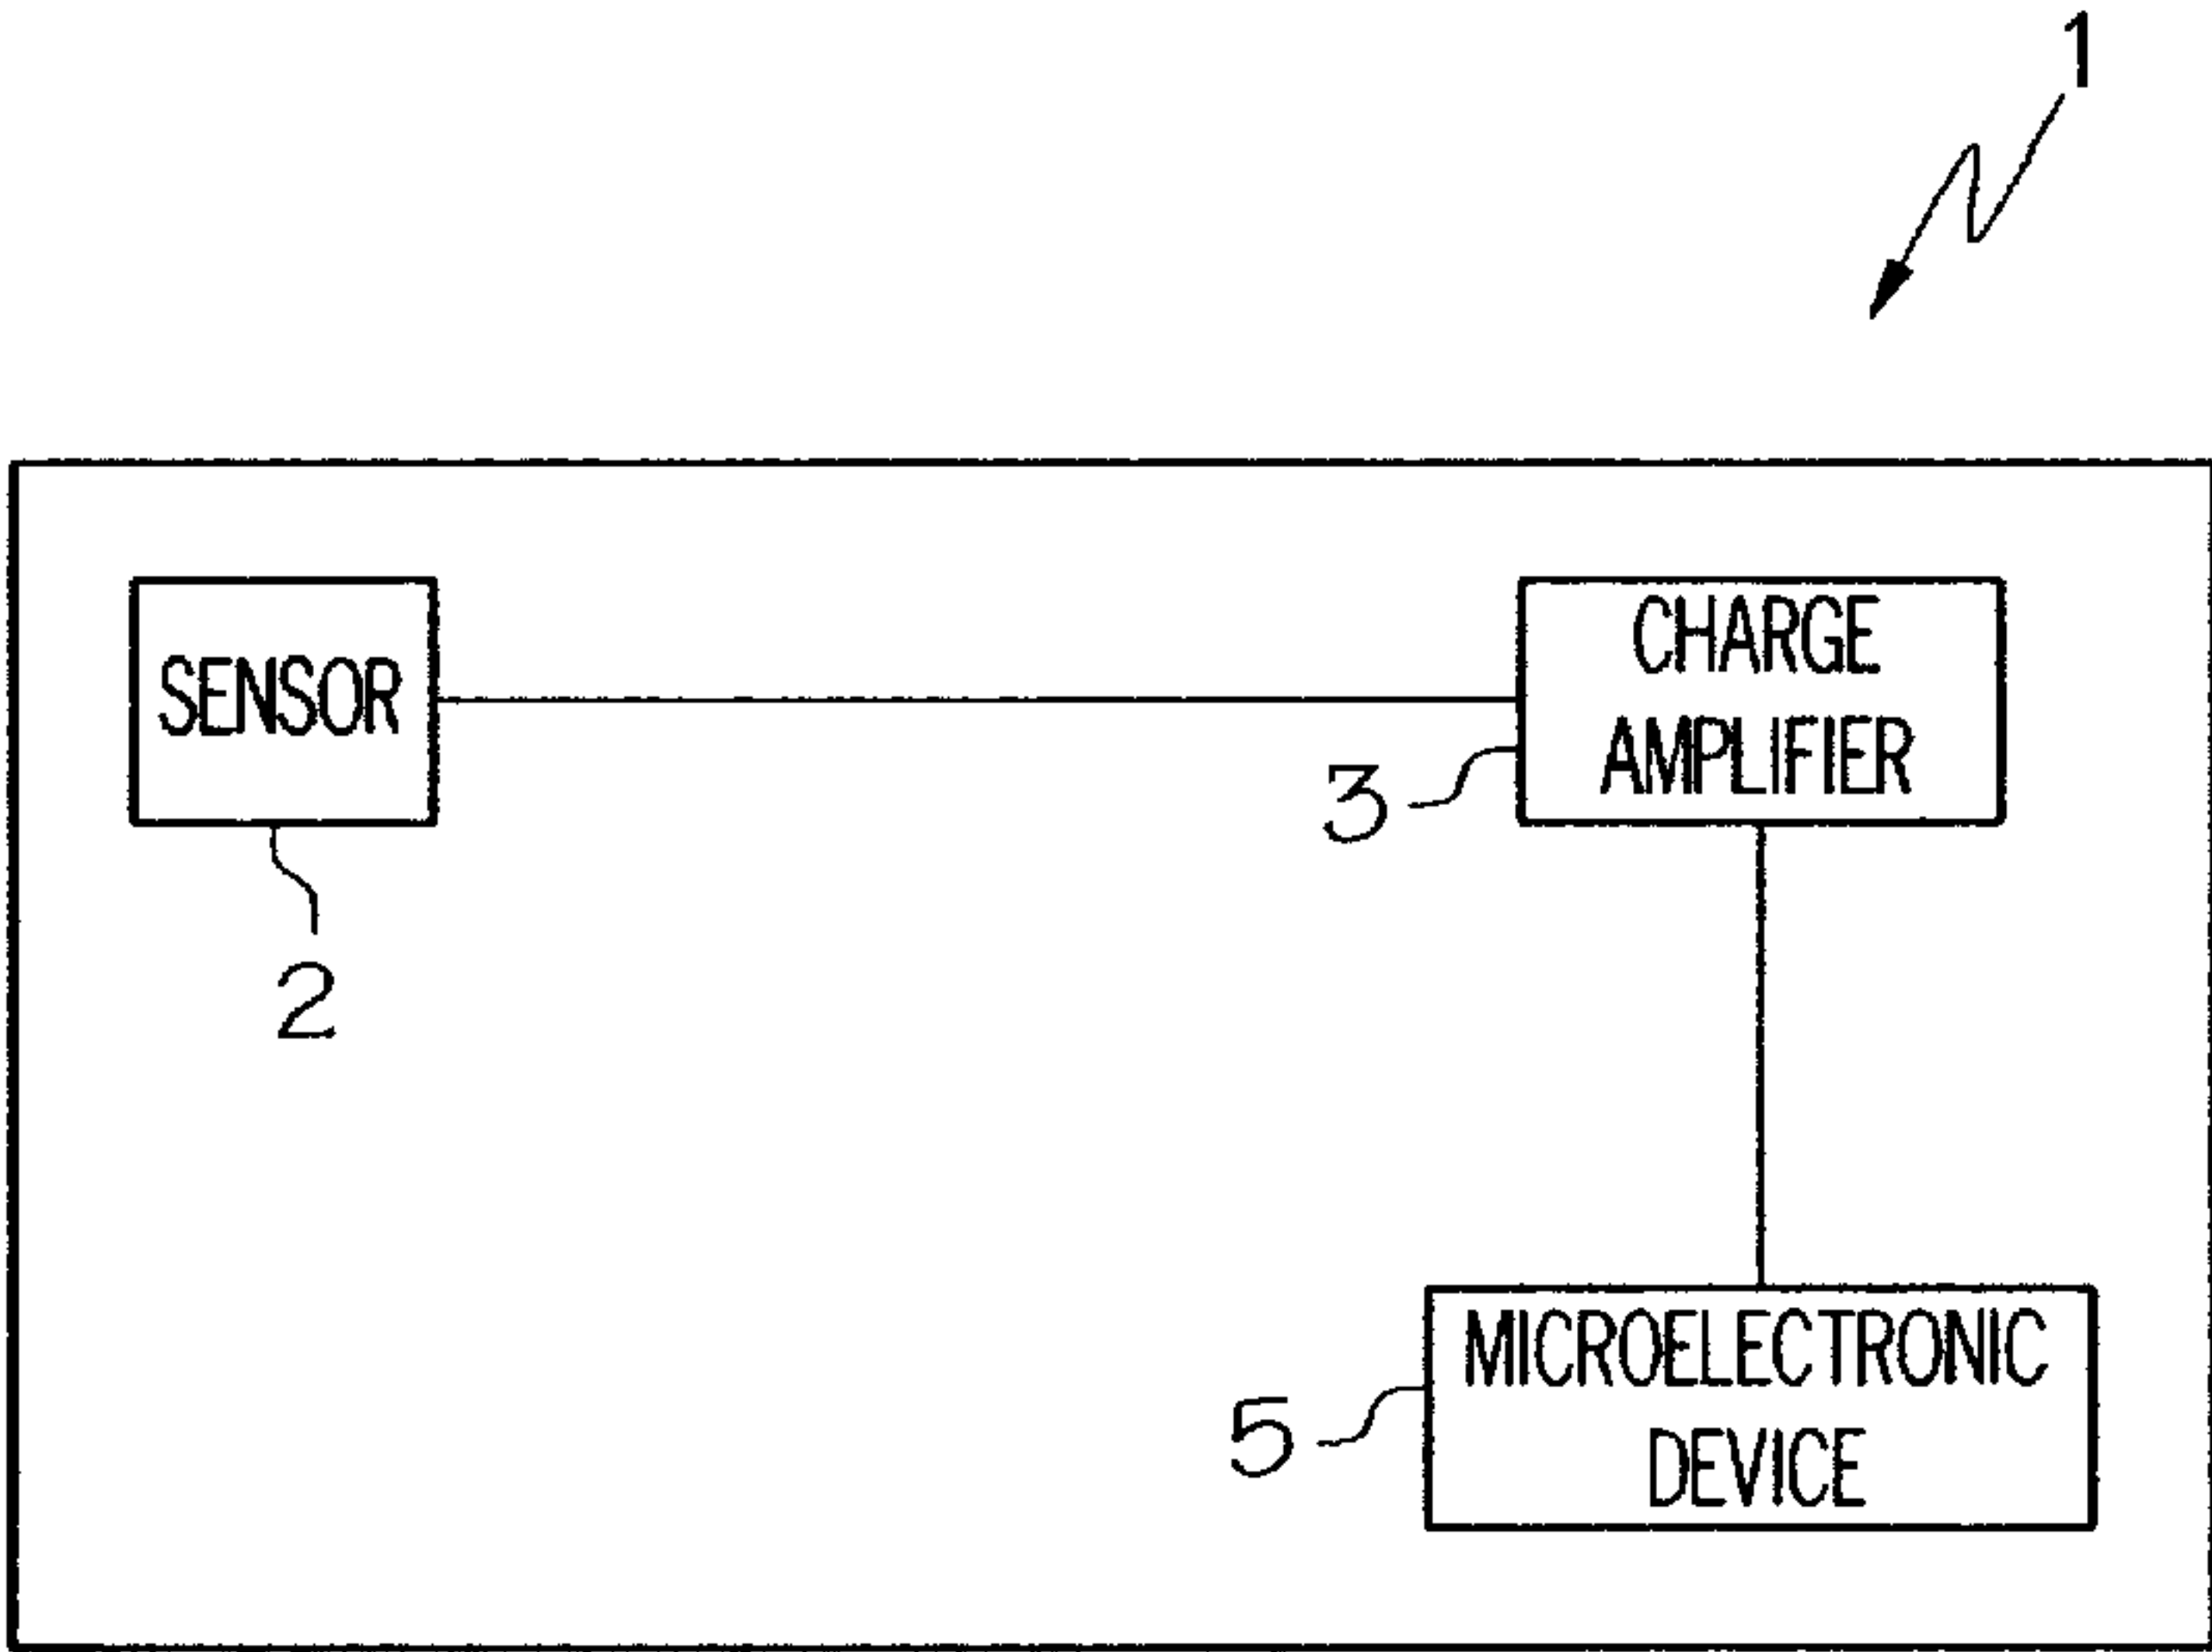 1
SENSOR
CHARGE
AMPLIFIER
3
2
MICROELECTRONIC
DEVICE
5